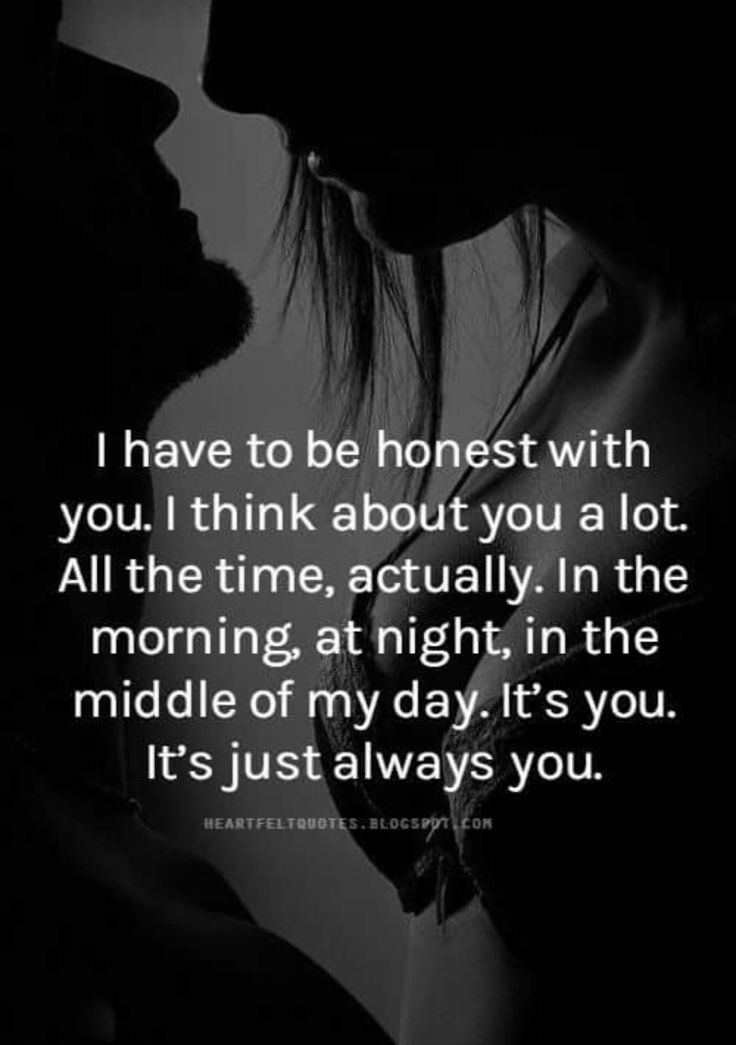 I have to be honest with
you. I think about you a lot.
All the time, actually. In the
morning, at night, in the
middle of my day. It’s you.
It’s just always you.
HEARTFELTQUOTES.BLOGSPOT.COM